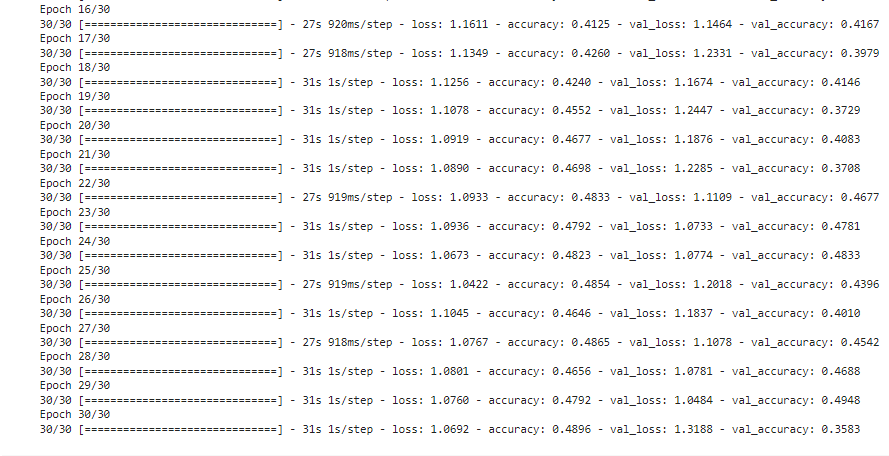 Epoch 16/30
30/30 [==============================] - 27s 920ms/step - loss: 1.1611 - accuracy: 0.4125 - val_loss: 1.1464 - val_accuracy: 0.4167
Epoch 17/30
30/30 [==============================] - 27s 918ms/step - loss: 1.1349 - accuracy: 0.4260 - val_loss: 1.2331 - val_accuracy: 0.3979
Epoch 18/30
30/30 [==============================] - 31s 1s/step - loss: 1.1256 - accuracy: 0.4240 - val_loss: 1.1674 - val_accuracy: 0.4146
Epoch 19/30
30/30 [==============================] - 31s 1s/step - loss: 1.1078 - accuracy: 0.4552 - val_loss: 1.2447 - val_accuracy: 0.3729
Epoch 20/30
30/30 [==============================] - 31s 1s/step - loss: 1.0919 - accuracy: 0.4677 - val_loss: 1.1876 - val_accuracy: 0.4083
Epoch 21/30
30/30 [==============================] - 31s 1s/step - loss: 1.0890 - accuracy: 0.4698 - val_loss: 1.2285 - val_accuracy: 0.3708
Epoch 22/30
30/30 [==============================] - 27s 919ms/step - loss: 1.0933 - accuracy: 0.4833 - val_loss: 1.1109 - val_accuracy: 0.4677
Epoch 23/30
30/30 [==============================] - 31s 1s/step - loss: 1.0936 - accuracy: 0.4792 - val_loss: 1.0733 - val_accuracy: 0.4781
Epoch 24/30
30/30 [==============================] - 31s 1s/step - loss: 1.0673 - accuracy: 0.4823 - val_loss: 1.0774 - val_accuracy: 0.4833
Epoch 25/30
30/30 [==============================] - 27s 919ms/step - loss: 1.0422 - accuracy: 0.4854 - val_loss: 1.2018 - val_accuracy: 0.4396
Epoch 26/30
30/30 [==============================] - 31s 1s/step - loss: 1.1045 - accuracy: 0.4646 - val_loss: 1.1837 - val_accuracy: 0.4010
Epoch 27/30
30/30 [==============================] - 27s 918ms/step - loss: 1.0767 - accuracy: 0.4865 - val_loss: 1.1078 - val_accuracy: 0.4542
Epoch 28/30
30/30 [==============================] - 31s 1s/step - loss: 1.0801 - accuracy: 0.4656 - val_loss: 1.0781 - val_accuracy: 0.4688
Epoch 29/30
30/30 [==============================] - 31s 1s/step - loss: 1.0760 - accuracy: 0.4792 - val_loss: 1.0484 - val_accuracy: 0.4948
Epoch 30/30
30/30 [==============================] - 31s 1s/step - loss: 1.0692 - accuracy: 0.4896 - val_loss: 1.3188 - val_accuracy: 0.3583